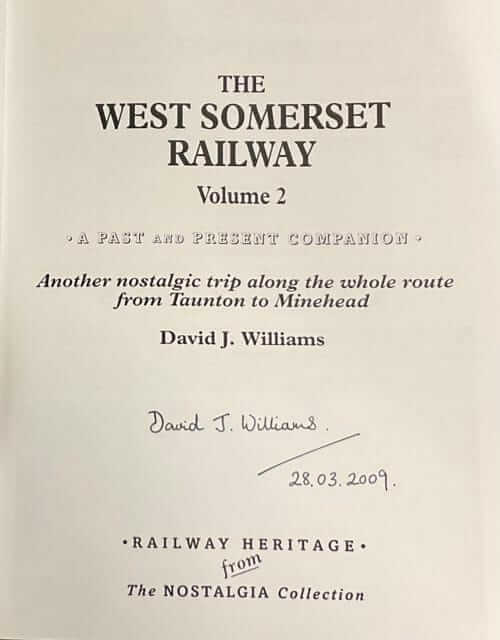 THE
WEST SOMERSET
RAILWAY
Volume 2
• A PAST AND PRESENT COMPANION •
Another nostalgic trip along the whole route
from Taunton to Minehead
David J. Williams
David J. Williams.
28.03.2009.
• RAILWAY HERITAGE •
from
The NOSTALGIA Collection